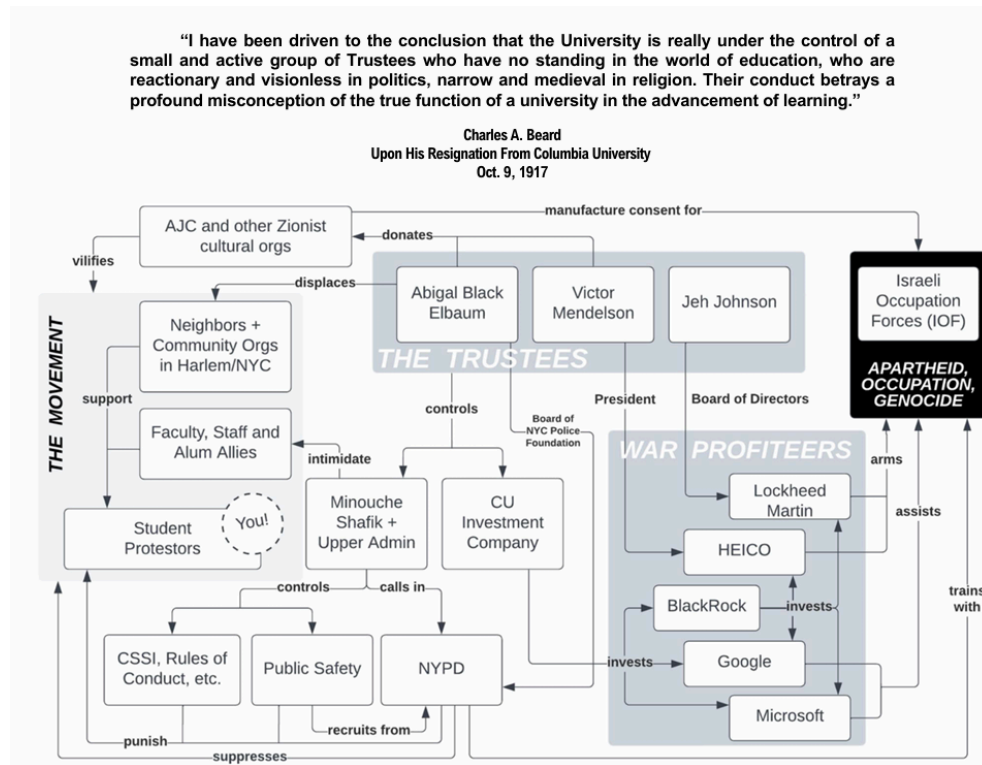 “I have been driven to the conclusion that the University is really under the control of a
small and active group of Trustees who have no standing in the world of education, who are
reactionary and visionless in politics, narrow and medieval in religion. Their conduct betrays a
profound misconception of the true function of a university in the advancement of learning.”
Charles A. Beard
Upon His Resignation From Columbia University
Oct. 9, 1917
manufacture consent for
AJC and other Zionist
cultural orgs
donates
vilifies
displaces
Abigal Black
Elbaum
Victor
Mendelson
Jeh Johnson
THE TRUSTEES
Israeli
Occupation
Forces (IOF)
APARTHEID,
OCCUPATION,
GENOCIDE
THE MOVEMENT
Neighbors +
Community Orgs
in Harlem/NYC
support
Faculty, Staff and
Alum Allies
Student
Protestors
You!
controls
Board of
NYC Police
Foundation
President
Board of Directors
intimidate
Minouche
Shafik +
Upper Admin
CU
Investment
Company
WAR PROFITEERS
Lockheed
Martin
HEICO
BlackRock
invests
Google
invests
Microsoft
arms
assists
trains
with
controls
calls in
CSSI, Rules of
Conduct, etc.
Public Safety
NYPD
recruits from
punish
suppresses